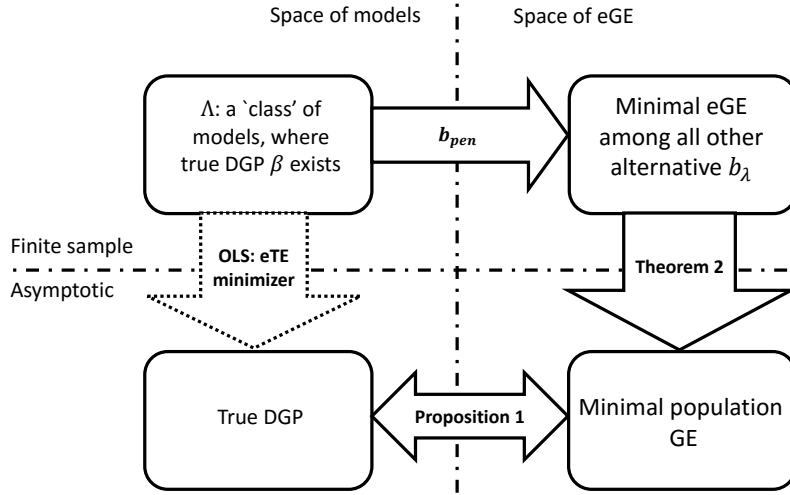 Space of models
Space of eGE
Λ: a `class' of
models, where
true DGP β exists
b_pen
Minimal eGE
among all other
alternative b_λ
Finite sample
Asymptotic
OLS: eTE
minimizer
Theorem 2
True DGP
Proposition 1
Minimal population
GE